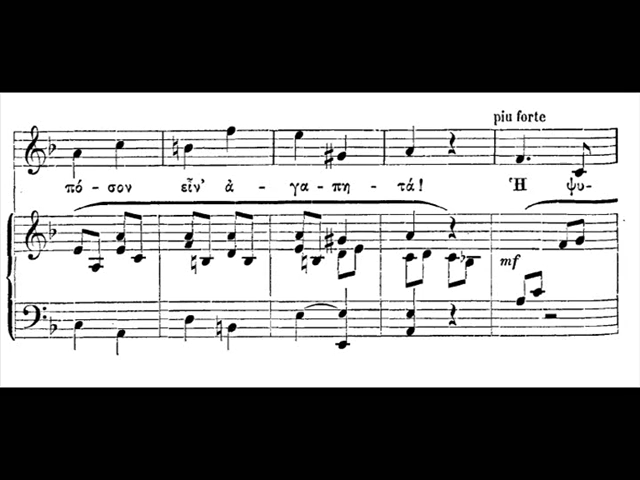 piu forte
πό - σον εἶν' ἀ - γα - πη - τά! Ἡ ψυ-
mf